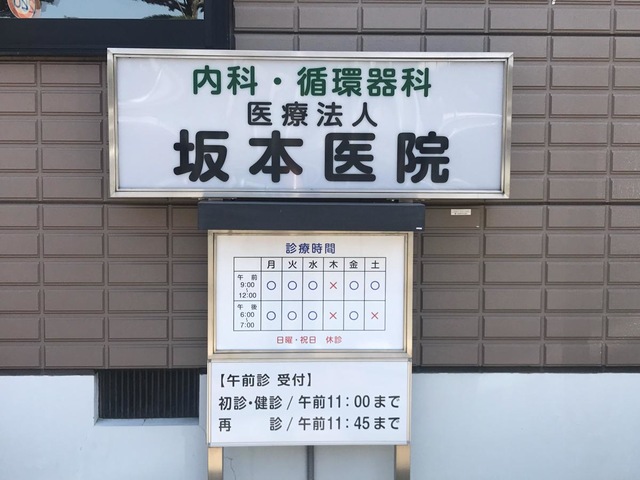 内科・循環器科
医療法人
坂本医院
診療時間
月 火 水 木 金 土
午前 9:00 〜 12:00 ○ ○ ○ × ○ ○
午後 6:00 〜 7:00 ○ ○ ○ × ○ ×
日曜・祝日 休診
【午前診 受付】
初診・健診/午前11:00まで
再 診/午前11:45まで